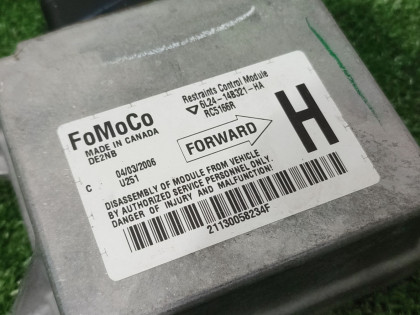 FoMoCo
MADE IN CANADA
DE2NB
Restraints Control Module
6L24-14B321-HA
RC5166R
FORWARD
H
04/03/2006
C U251
DISASSEMBLY OF MODULE FROM VEHICLE
BY AUTHORIZED SERVICE PERSONNEL ONLY.
DANGER OF INJURY AND MALFUNCTION!
21130058234F